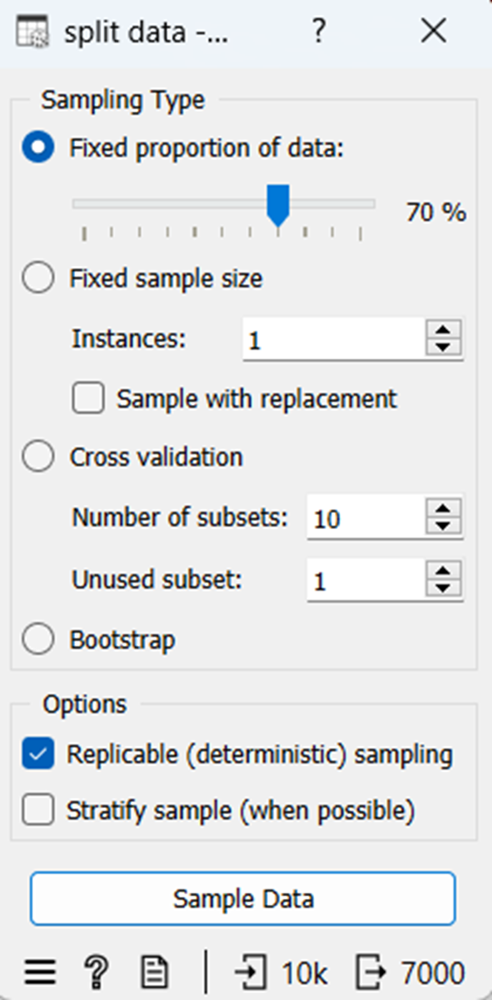 split data -... ?
Sampling Type
Fixed proportion of data:
70 %
Fixed sample size
Instances: 1
Sample with replacement
Cross validation
Number of subsets: 10
Unused subset: 1
Bootstrap
Options
Replicable (deterministic) sampling
Stratify sample (when possible)
Sample Data
? 10k 7000